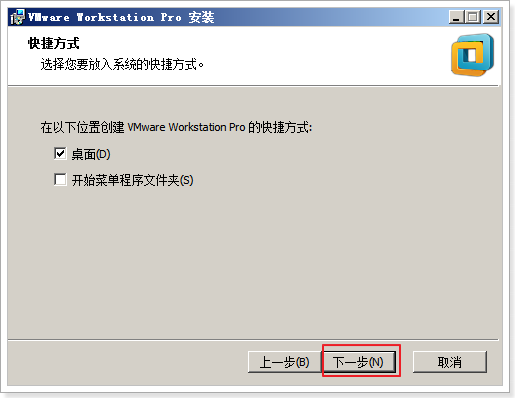 VMware Workstation Pro 安装
快捷方式
选择您要放入系统的快捷方式。
在以下位置创建 VMware Workstation Pro 的快捷方式:
桌面(D)
开始菜单程序文件夹(S)
上一步(B) 下一步(N) 取消